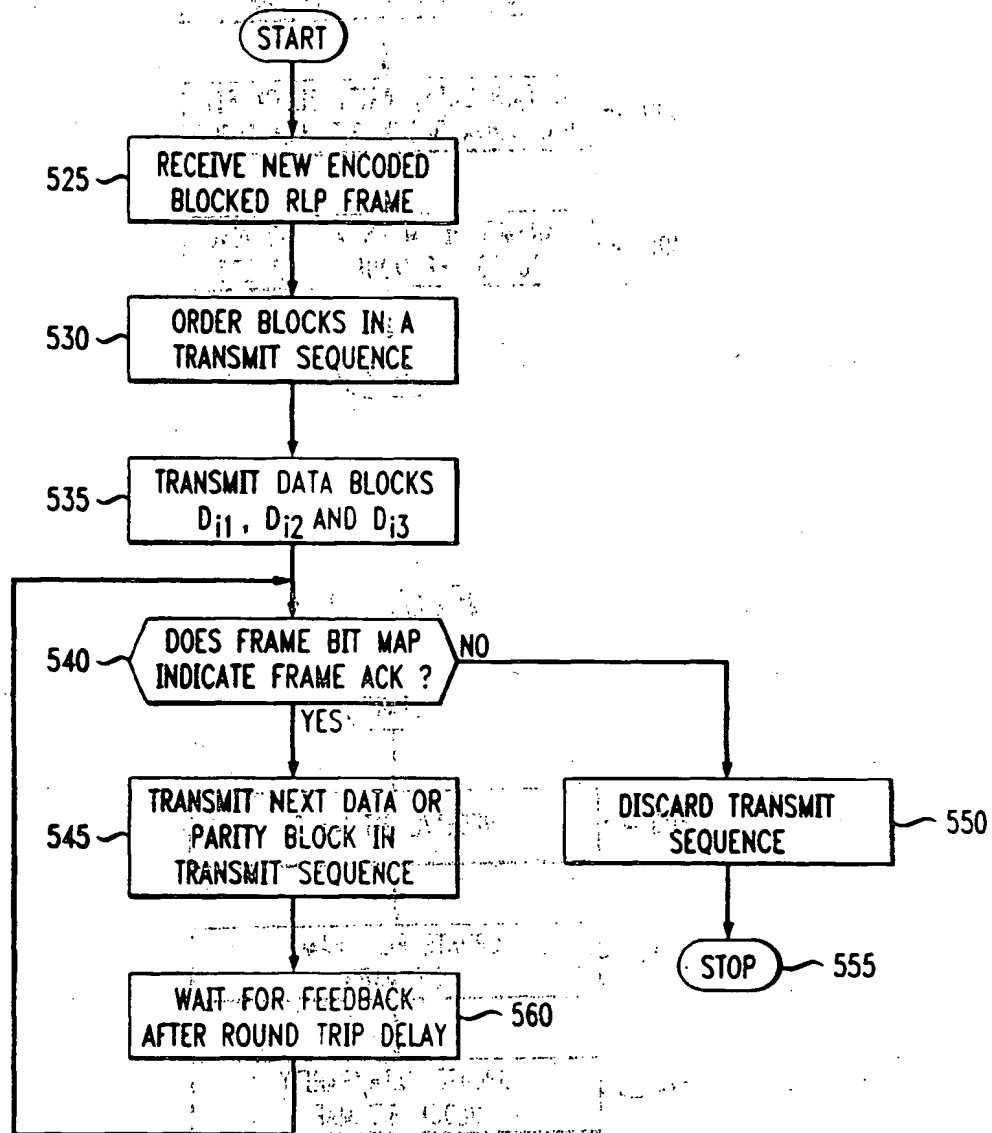 START
525
RECEIVE NEW ENCODED
BLOCKED RLP FRAME
530
ORDER BLOCKS IN A
TRANSMIT SEQUENCE
535
TRANSMIT DATA BLOCKS
Di1, Di2 AND Di3
540
DOES FRAME BIT MAP
INDICATE FRAME ACK ?
NO
YES
545
TRANSMIT NEXT DATA OR
PARITY BLOCK IN
TRANSMIT SEQUENCE
DISCARD TRANSMIT
SEQUENCE
550
STOP
555
WAIT FOR FEEDBACK
AFTER ROUND TRIP DELAY
560